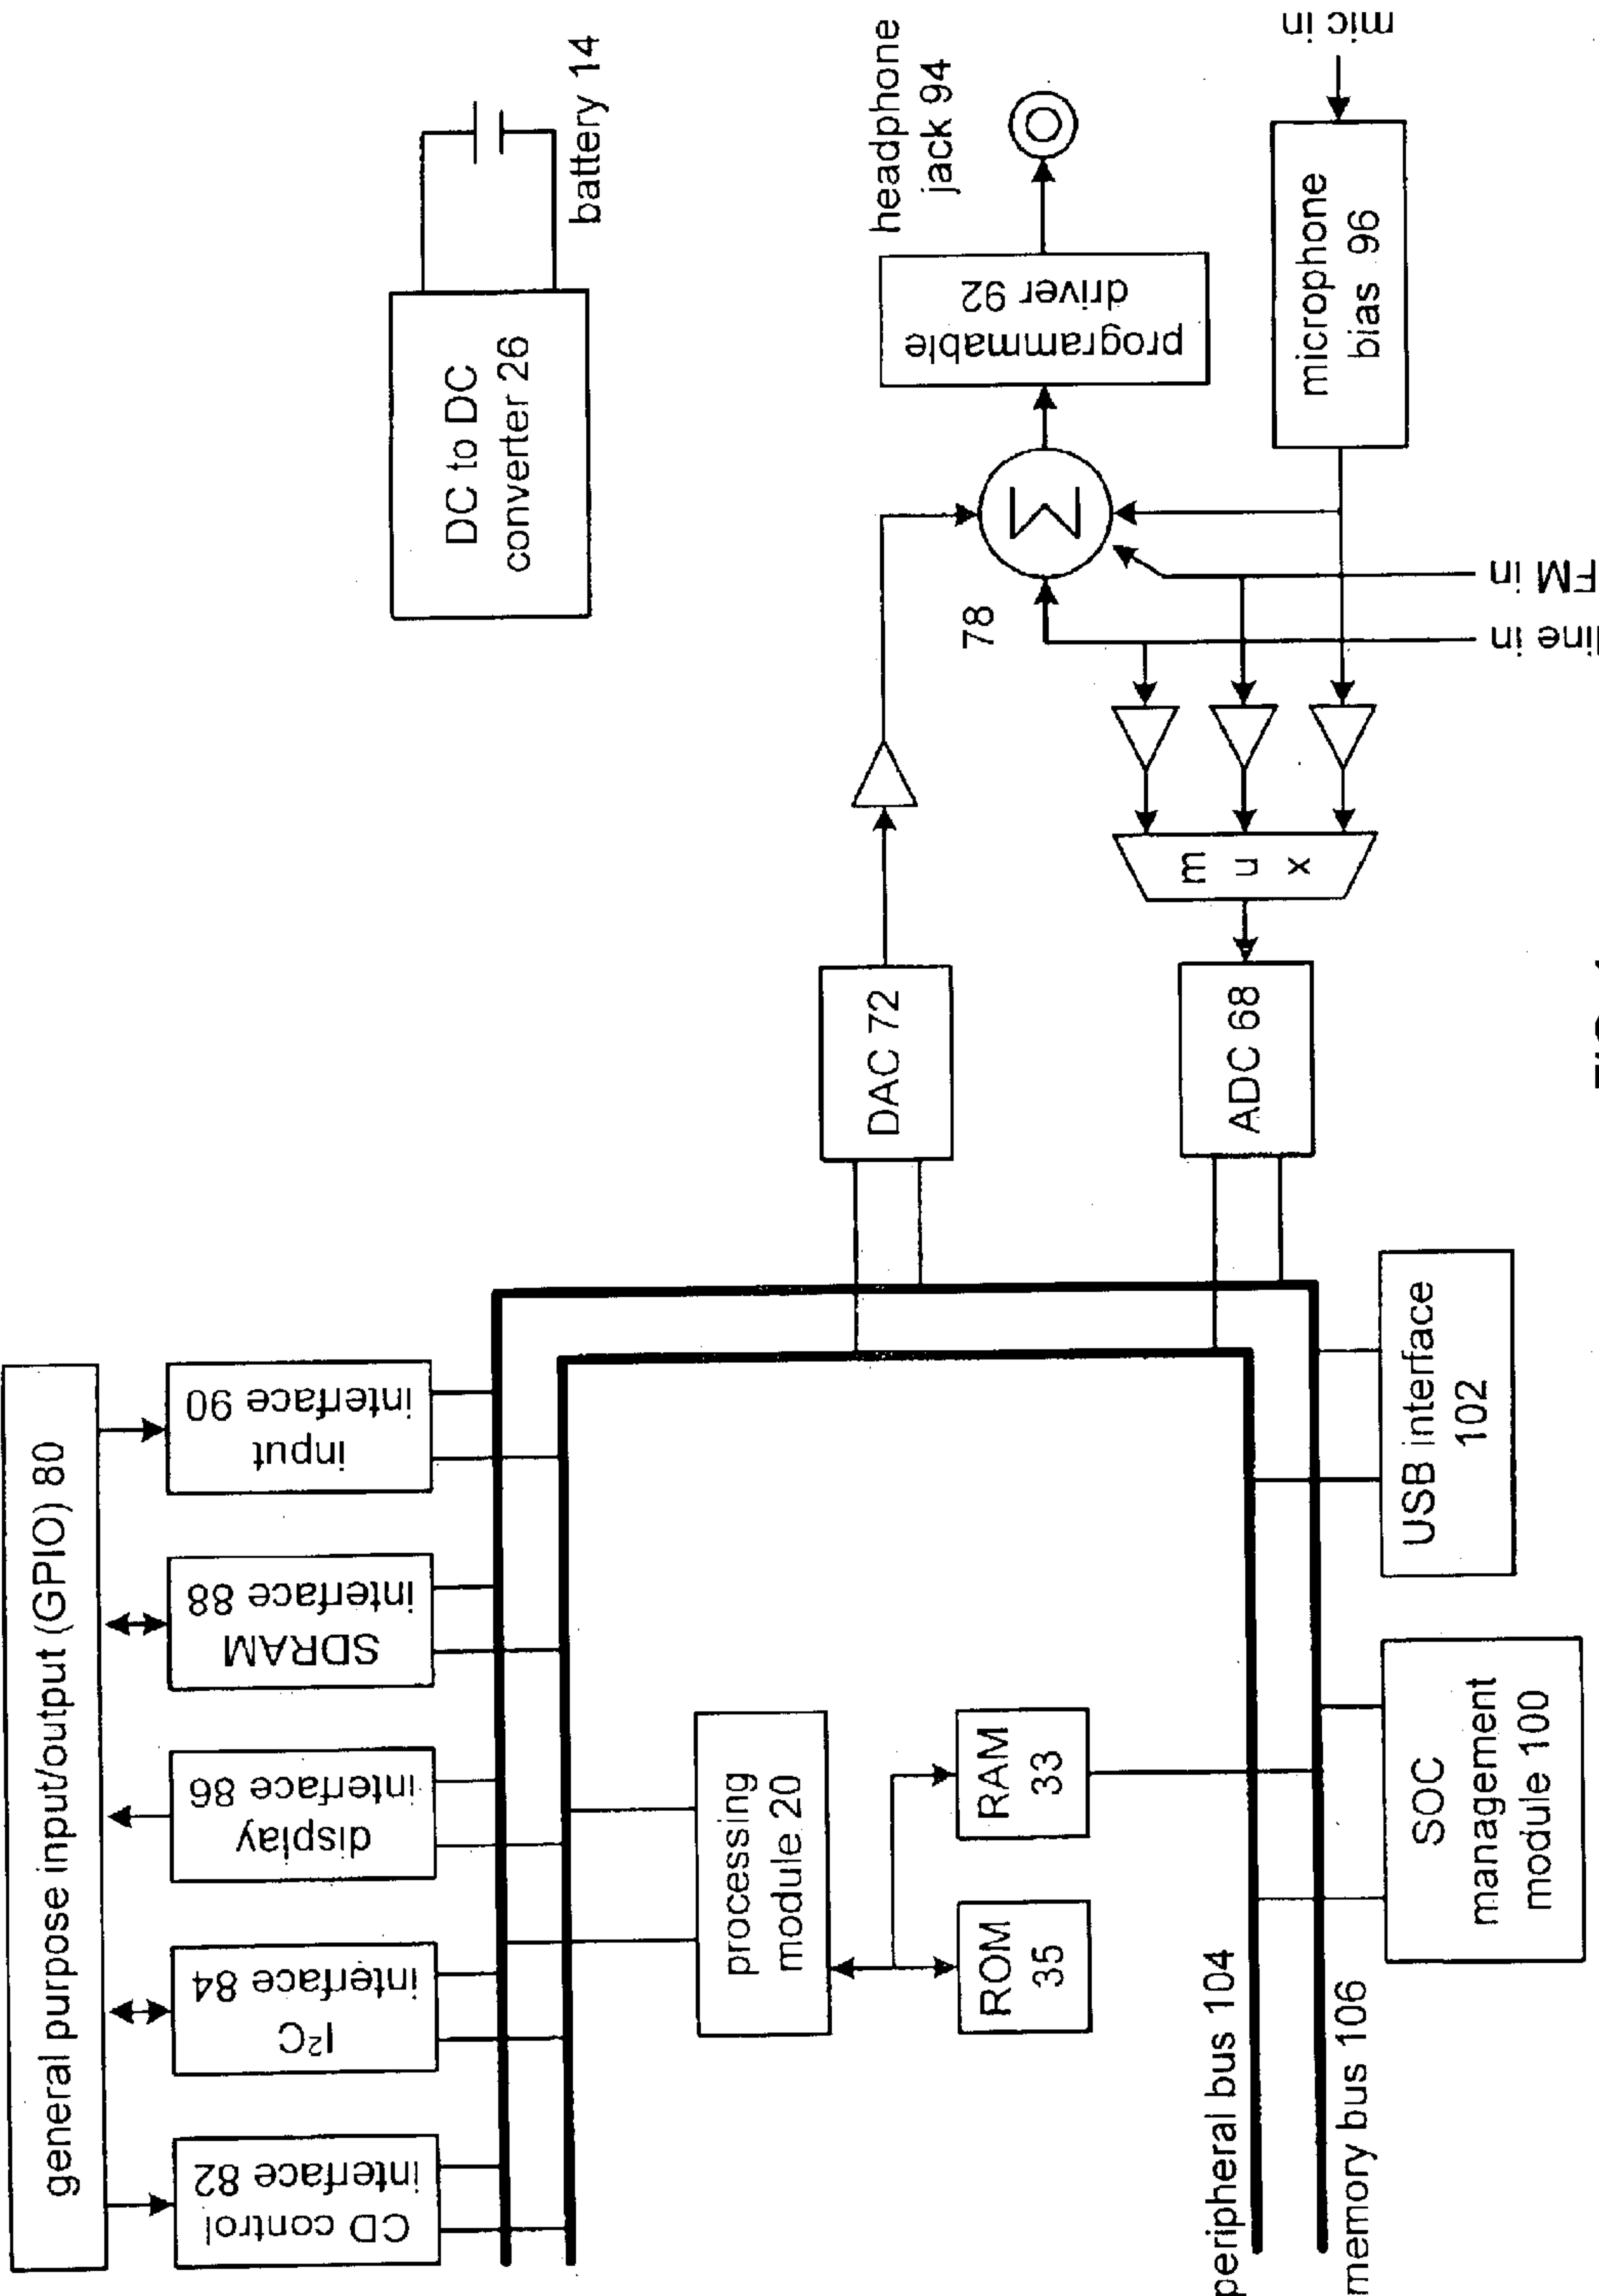 general purpose input/output (GPIO) 80
CD control
interface 82
I²C
interface 84
display
interface 86
SDRAM
interface 88
input
interface 90
processing
module 20
ROM
35
RAM
33
peripheral bus 104
memory bus 106
SOC
management
module 100
USB interface
102
DAC 72
ADC 68
m
u
x
78
Σ
line in
FM in
mic in
microphone
bias 96
programmable
driver 92
headphone
jack 94
DC to DC
converter 26
battery 14